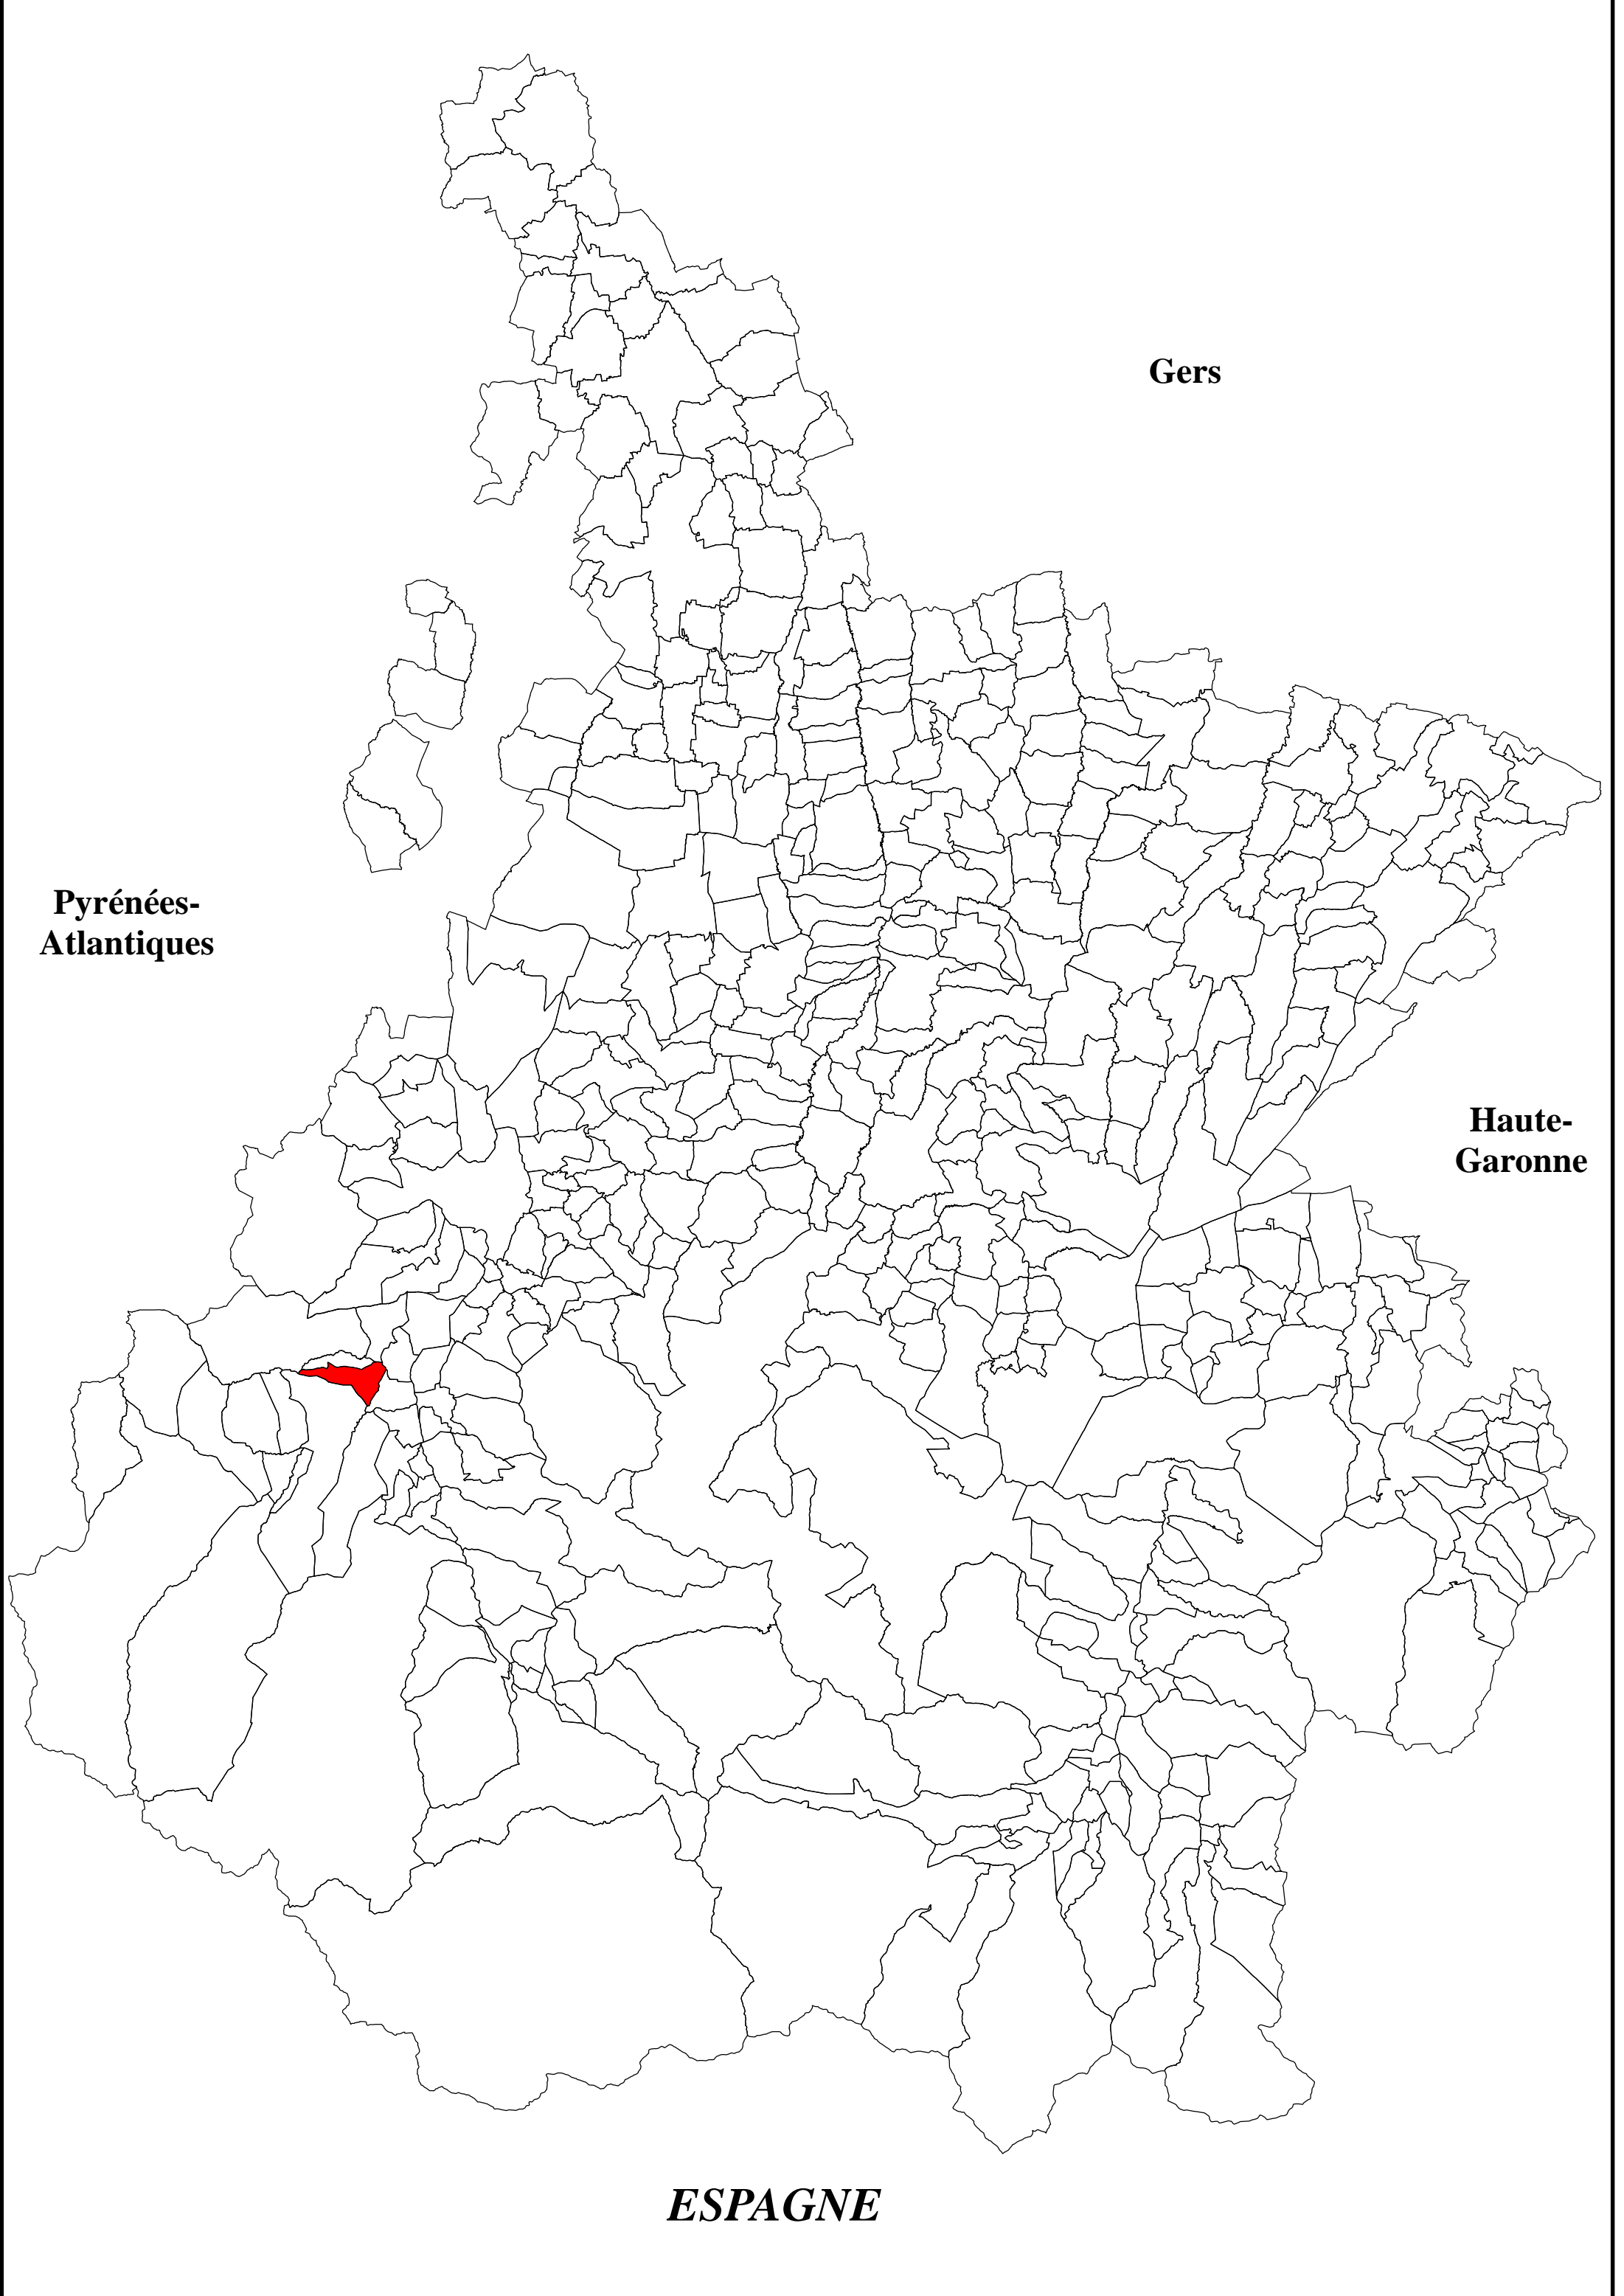 Gers
Pyrénées-
Atlantiques
Haute-
Garonne
ESPAGNE